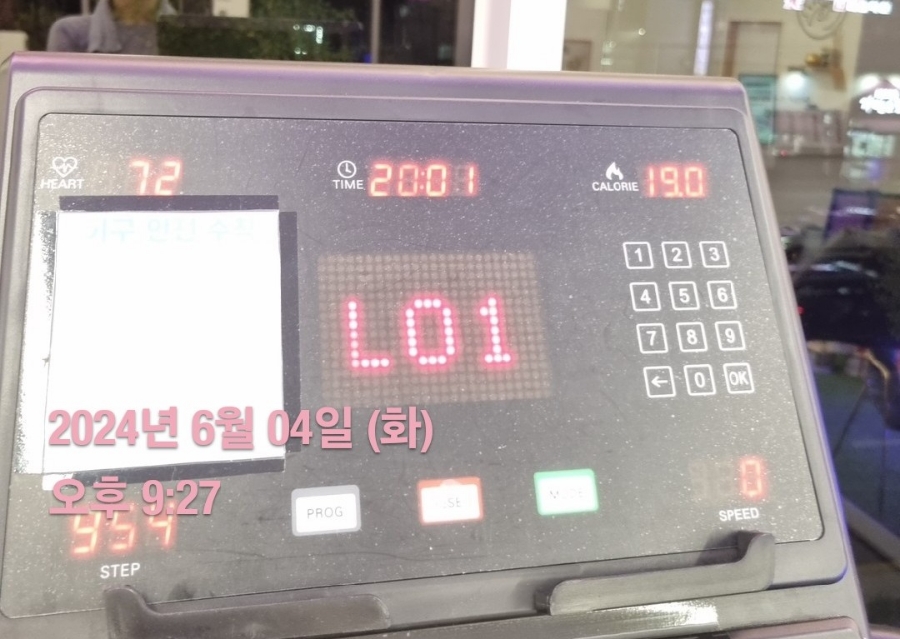 HEART 72
TIME 20:01
CALORIE 19.0
L01
1 2 3
4 5 6
7 8 9
← 0 OK
2024년 6월 04일 (화)
오후 9:27
954
STEP
PROG
0
SPEED